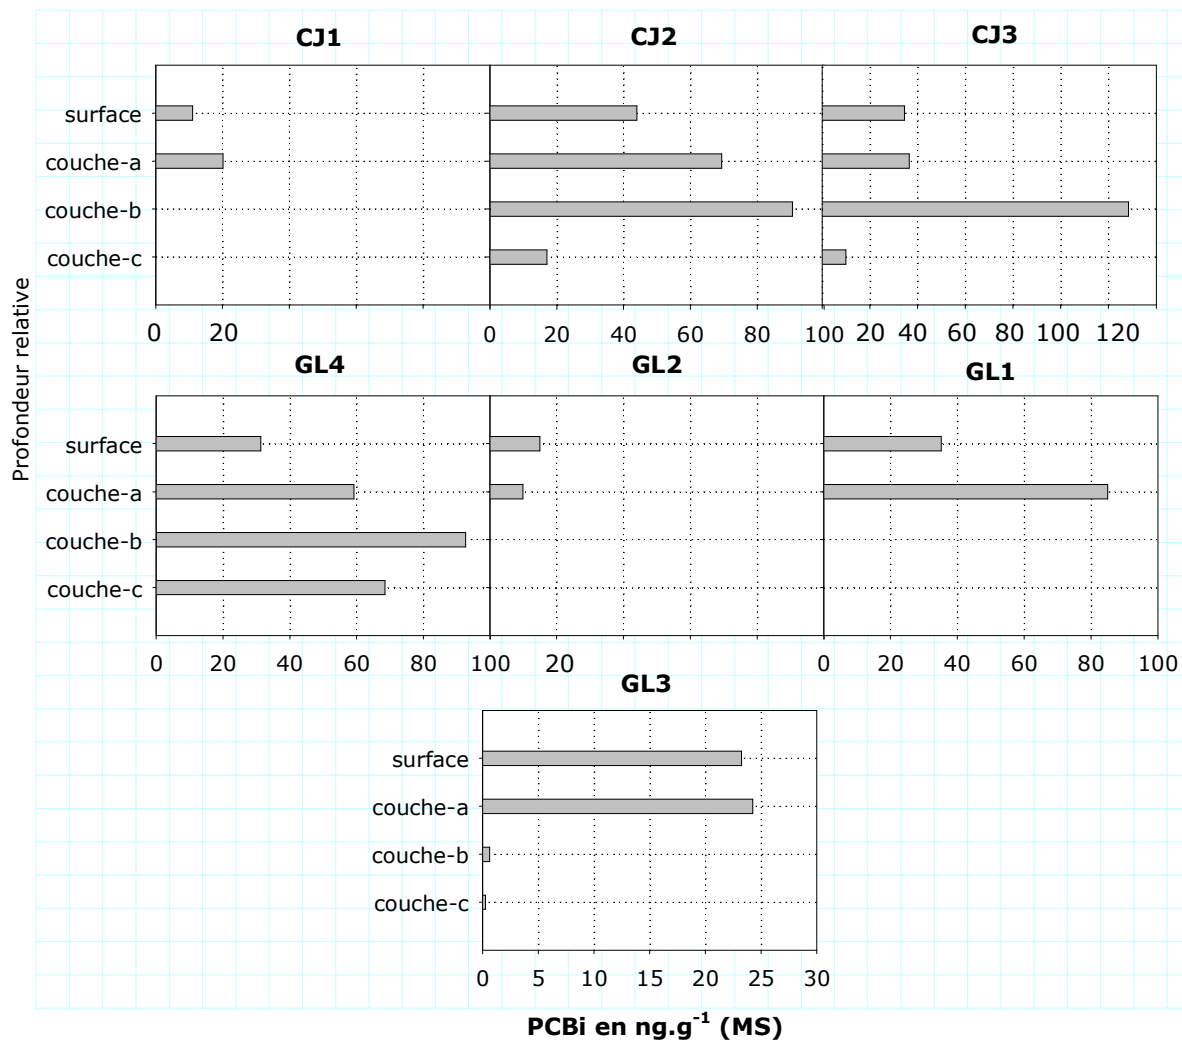 CJ1 CJ2 CJ3
surface
couche-a
couche-b
couche-c
0 20 0 20 40 60 80 100 20 40 60 80 100 120
Profondeur relative
GL4 GL2 GL1
surface
couche-a
couche-b
couche-c
0 20 40 60 80 100 20 0 20 40 60 80 100
GL3
surface
couche-a
couche-b
couche-c
0 5 10 15 20 25 30
PCBi en ng.g⁻¹ (MS)